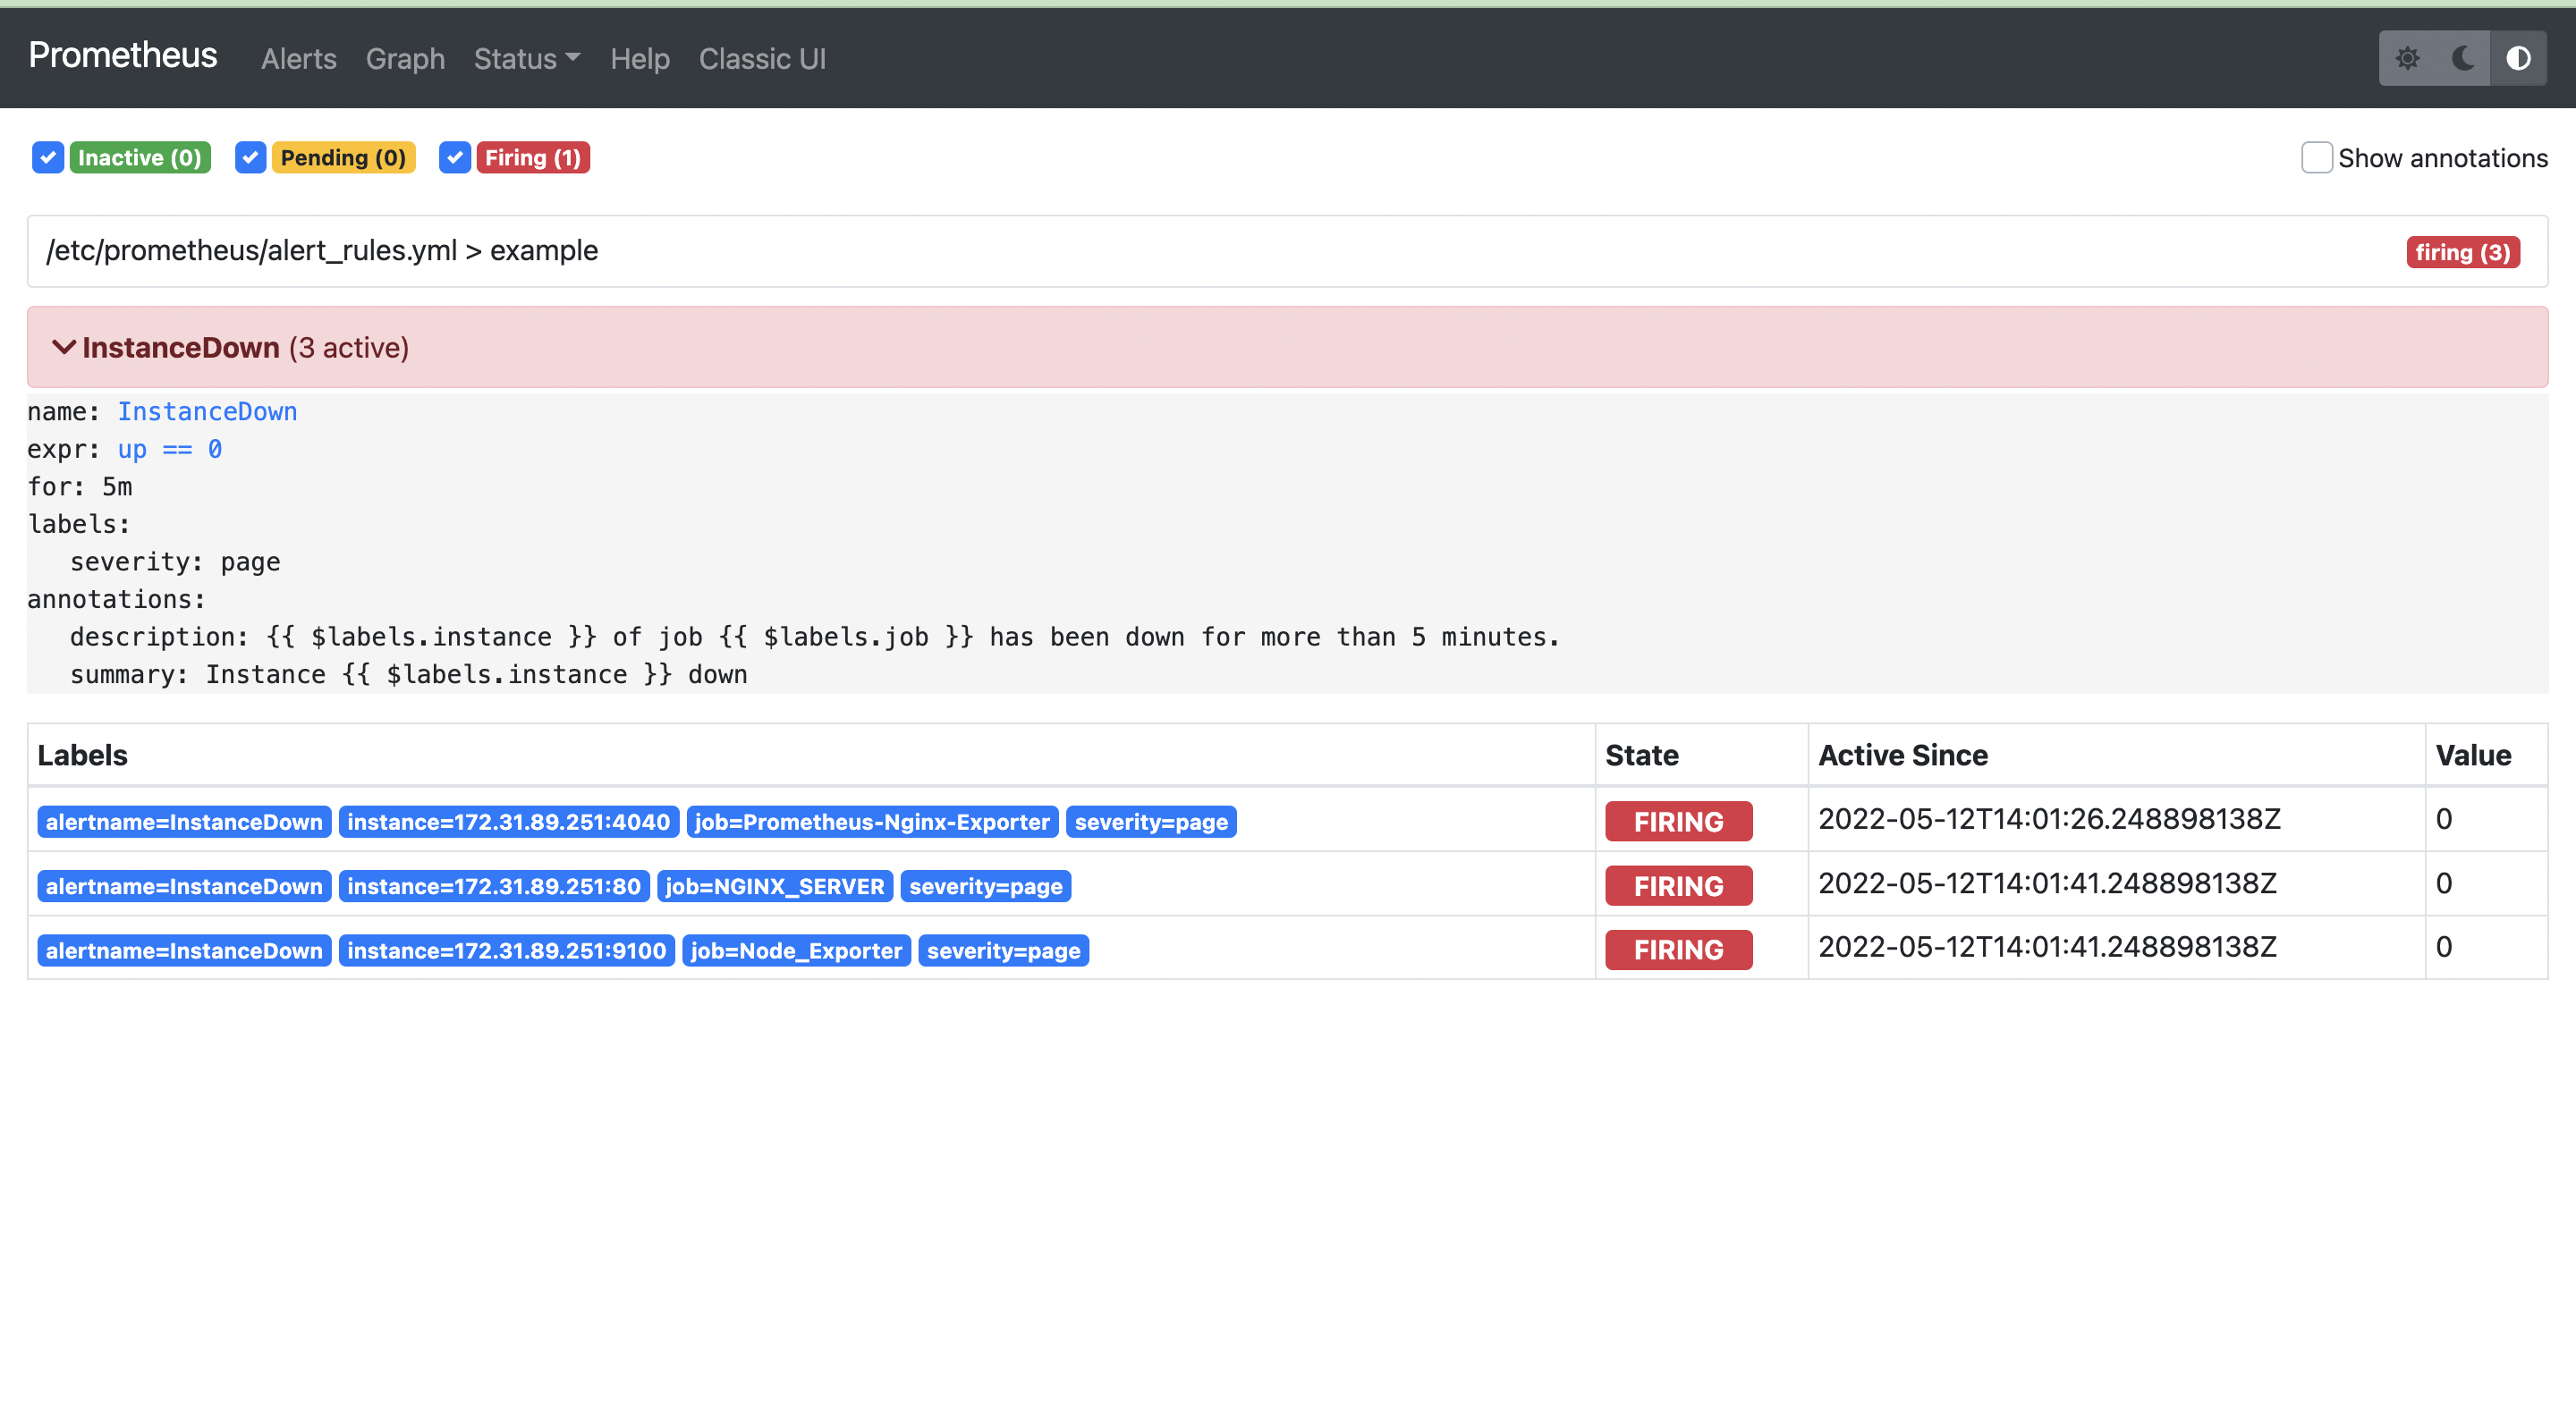 Prometheus Alerts Graph Status Help Classic UI
Inactive (0) Pending (0) Firing (1) Show annotations
/etc/prometheus/alert_rules.yml > example firing (3)
InstanceDown (3 active)
name: InstanceDown
expr: up == 0
for: 5m
labels:
severity: page
annotations:
description: {{ $labels.instance }} of job {{ $labels.job }} has been down for more than 5 minutes.
summary: Instance {{ $labels.instance }} down
Labels State Active Since Value
alertname=InstanceDown instance=172.31.89.251:4040 job=Prometheus-Nginx-Exporter severity=page FIRING 2022-05-12T14:01:26.248898138Z 0
alertname=InstanceDown instance=172.31.89.251:80 job=NGINX_SERVER severity=page FIRING 2022-05-12T14:01:41.248898138Z 0
alertname=InstanceDown instance=172.31.89.251:9100 job=Node_Exporter severity=page FIRING 2022-05-12T14:01:41.248898138Z 0